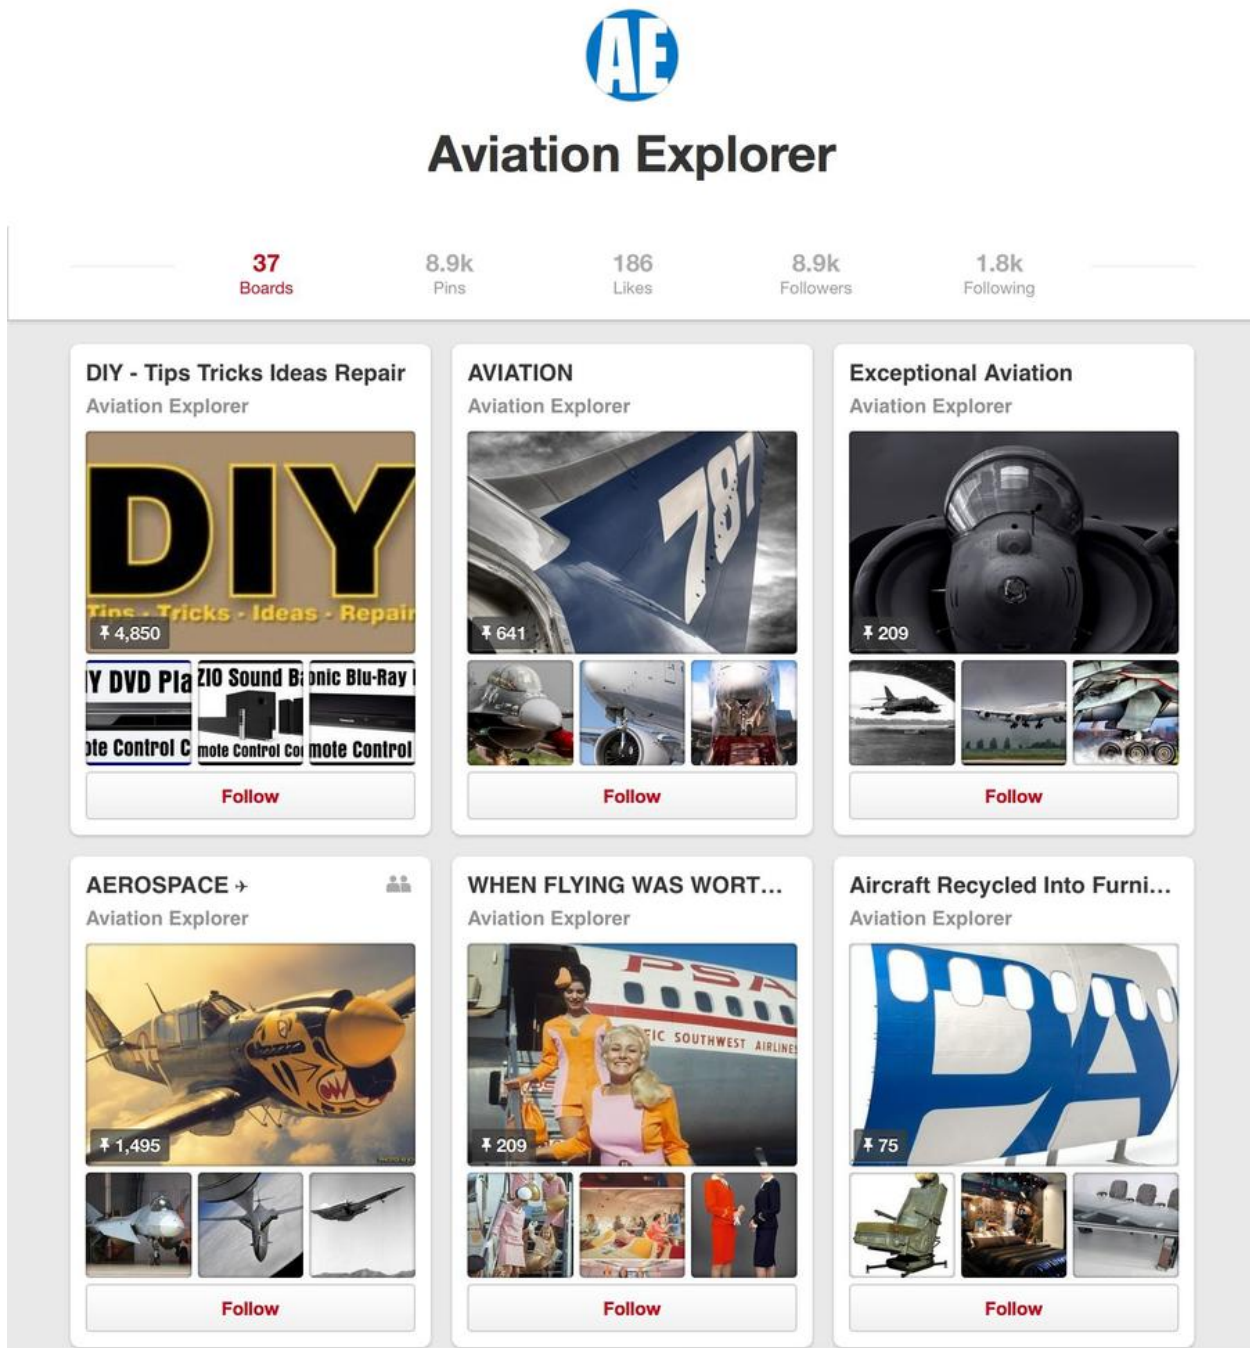 AE
Aviation Explorer
37
Boards
8.9k
Pins
186
Likes
8.9k
Followers
1.8k
Following
DIY - Tips Tricks Ideas Repair
Aviation Explorer
DIY
Tips - Tricks - Ideas - Repair
4,850
Y DVD Pla
ote Control C
ZIO Sound Ba
mote Control Co
onic Blu-Ray
mote Control
Follow
AVIATION
Aviation Explorer
787
641
Follow
Exceptional Aviation
Aviation Explorer
209
Follow
AEROSPACE ✈
Aviation Explorer
1,495
Follow
WHEN FLYING WAS WORT...
Aviation Explorer
PSA
FIC SOUTHWEST AIRLINES
209
Follow
Aircraft Recycled Into Furni...
Aviation Explorer
PA
75
Follow